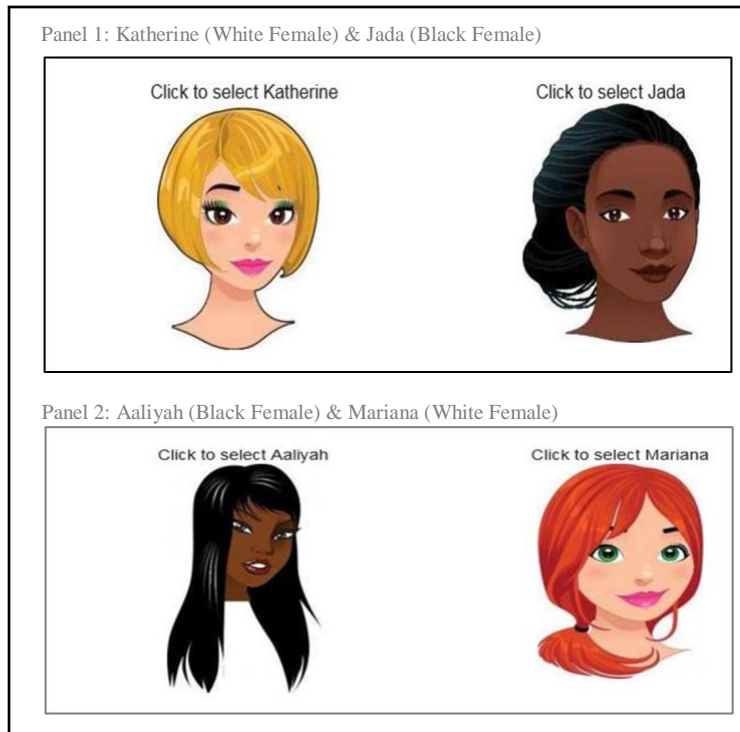 Panel 1: Katherine (White Female) & Jada (Black Female)
Click to select Katherine
Click to select Jada
Panel 2: Aaliyah (Black Female) & Mariana (White Female)
Click to select Aaliyah
Click to select Mariana